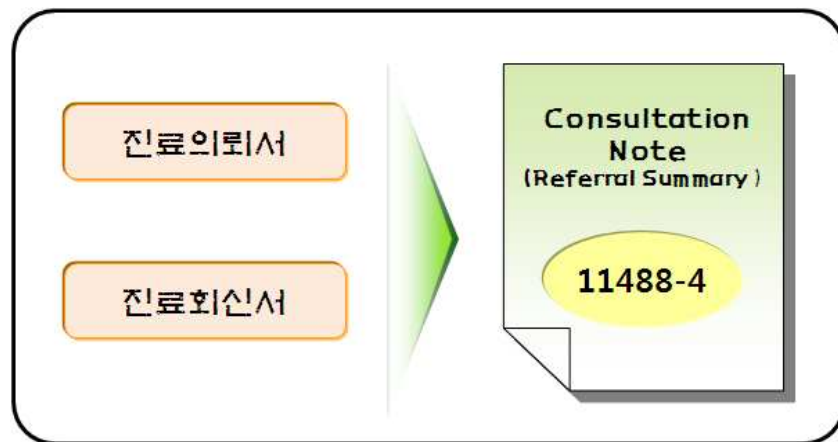 진료의뢰서
진료회신서
Consultation
Note
(Referral Summary )
11488-4